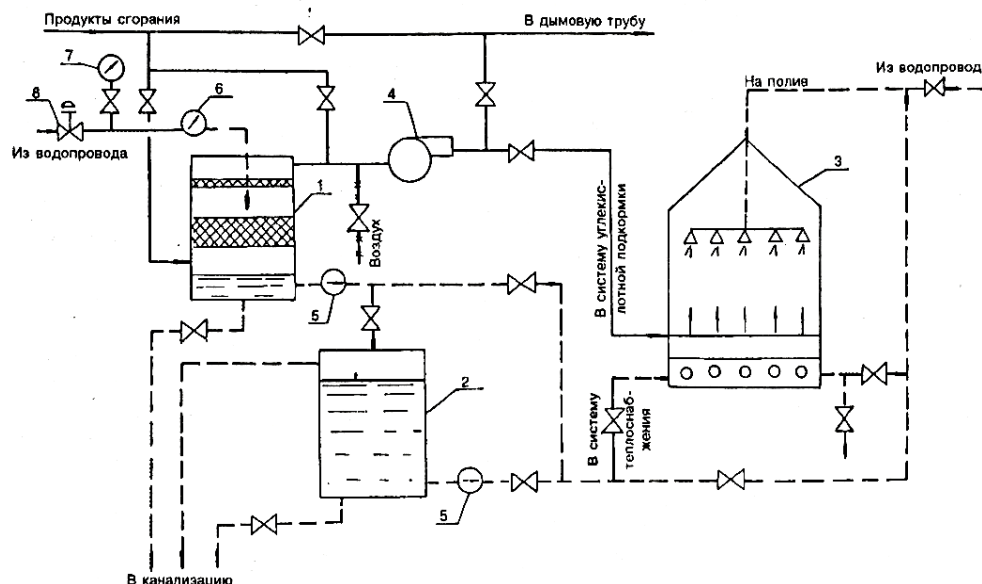 Продукты сгорания
В дымовую трубу
7
6
8
4
На полив
Из водопровод
Из водопровода
1
3
Воздух
В систему углекис-
лотной подкормки
5
2
В систему
теплоснаб-
жения
5
В канализацию